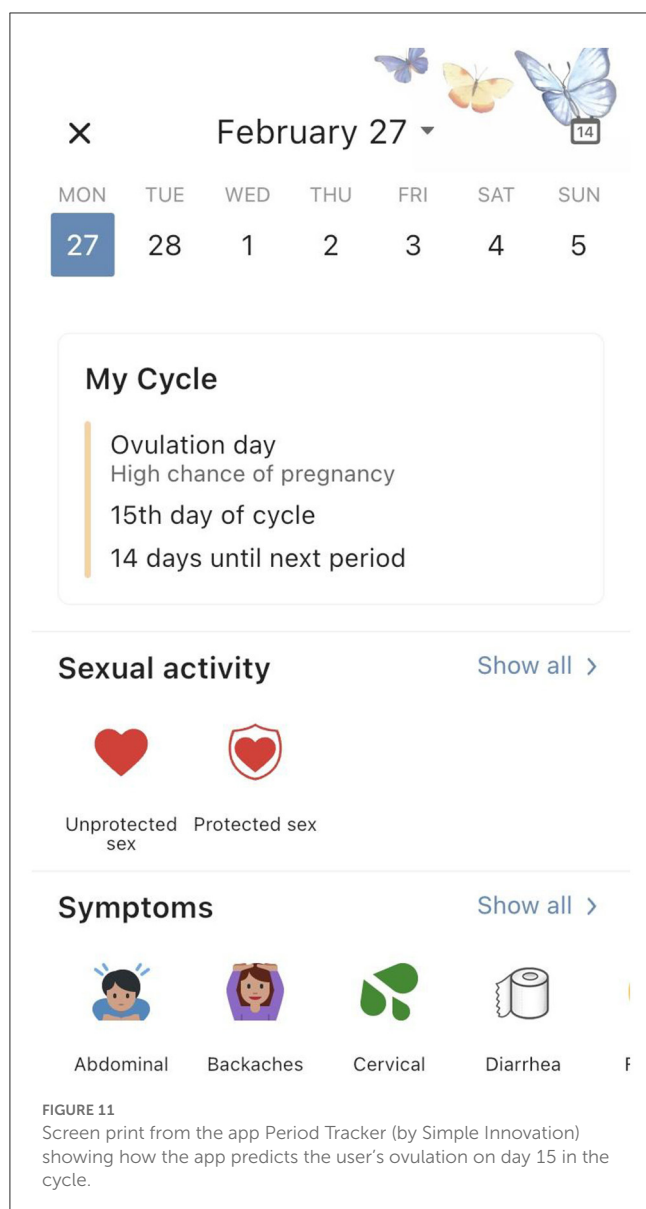 February 27
14
MON TUE WED THU FRI SAT SUN
27 28 1 2 3 4 5
My Cycle
Ovulation day
High chance of pregnancy
15th day of cycle
14 days until next period
Sexual activity Show all >
Unprotected sex Protected sex
Symptoms Show all >
Abdominal Backaches Cervical Diarrhea F
FIGURE 11
Screen print from the app Period Tracker (by Simple Innovation)
showing how the app predicts the user's ovulation on day 15 in the
cycle.